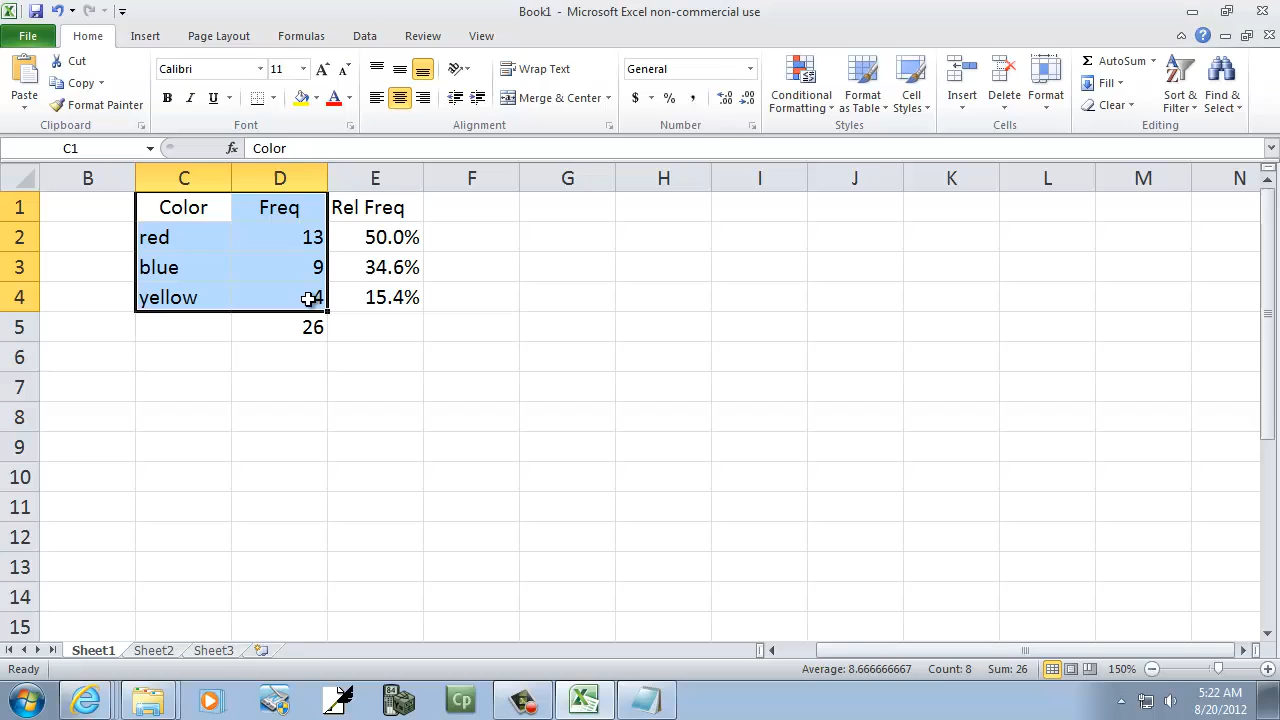 Book1 - Microsoft Excel non-commercial use
File Home Insert Page Layout Formulas Data Review View
Paste
Cut
Copy
Format Painter
Clipboard
Calibri 11
B I U
Font
Wrap Text
Merge & Center
Alignment
General
$ % ,
Number
Conditional Formatting
Format as Table
Cell Styles
Styles
Insert Delete Format
Cells
AutoSum
Fill
Clear
Sort & Filter
Find & Select
Editing
C1 fx Color
B C D E F G H I J K L M N
1 Color Freq Rel Freq
2 red 13 50.0%
3 blue 9 34.6%
4 yellow 4 15.4%
5 26
6
7
8
9
10
11
12
13
14
15
Sheet1 Sheet2 Sheet3
Ready Average: 8.666666667 Count: 8 Sum: 26 150%
Cp
5:22 AM
8/20/2012